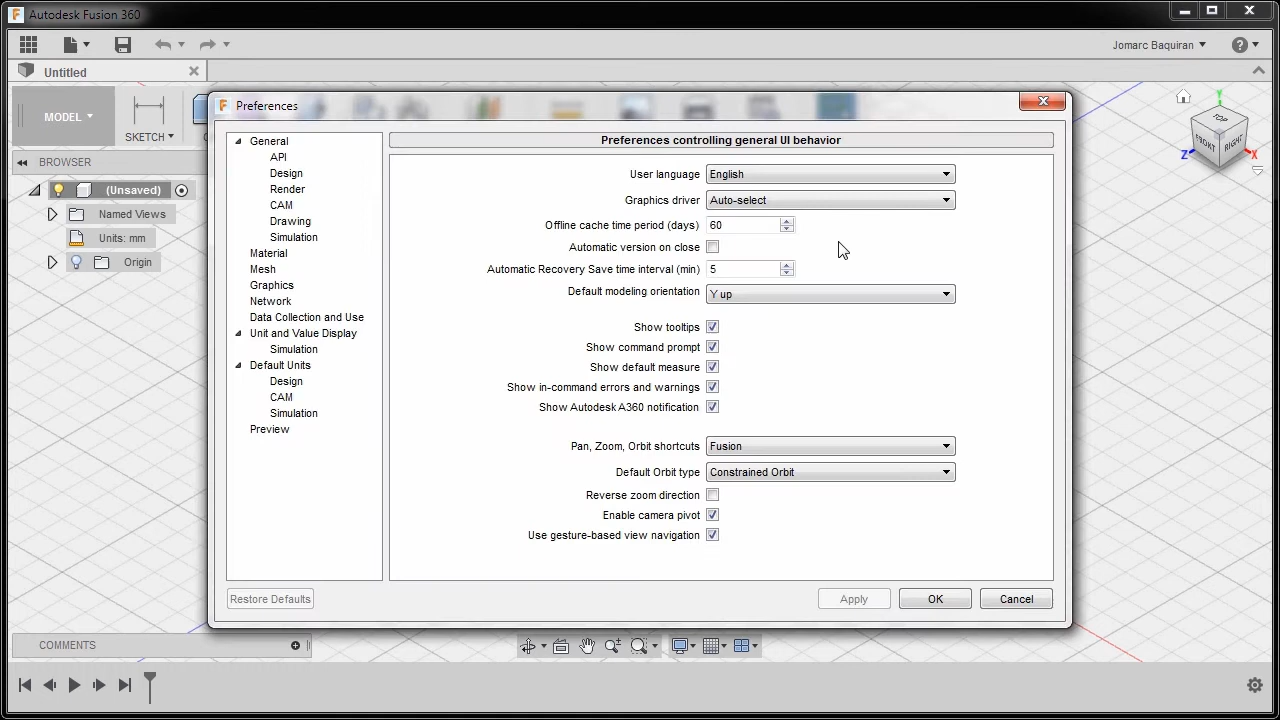 Autodesk Fusion 360
Jomarc Baquiran
Untitled
MODEL
SKETCH
BROWSER
(Unsaved)
Named Views
Units: mm
Origin
Preferences
General
API
Design
Render
CAM
Drawing
Simulation
Material
Mesh
Graphics
Network
Data Collection and Use
Unit and Value Display
Simulation
Default Units
Design
CAM
Simulation
Preview
Preferences controlling general UI behavior
User language English
Graphics driver Auto-select
Offline cache time period (days) 60
Automatic version on close
Automatic Recovery Save time interval (min) 5
Default modeling orientation Y up
Show tooltips
Show command prompt
Show default measure
Show in-command errors and warnings
Show Autodesk A360 notification
Pan, Zoom, Orbit shortcuts Fusion
Default Orbit type Constrained Orbit
Reverse zoom direction
Enable camera pivot
Use gesture-based view navigation
Restore Defaults
Apply OK Cancel
Y
TOP
FRONT RIGHT
Z X
COMMENTS